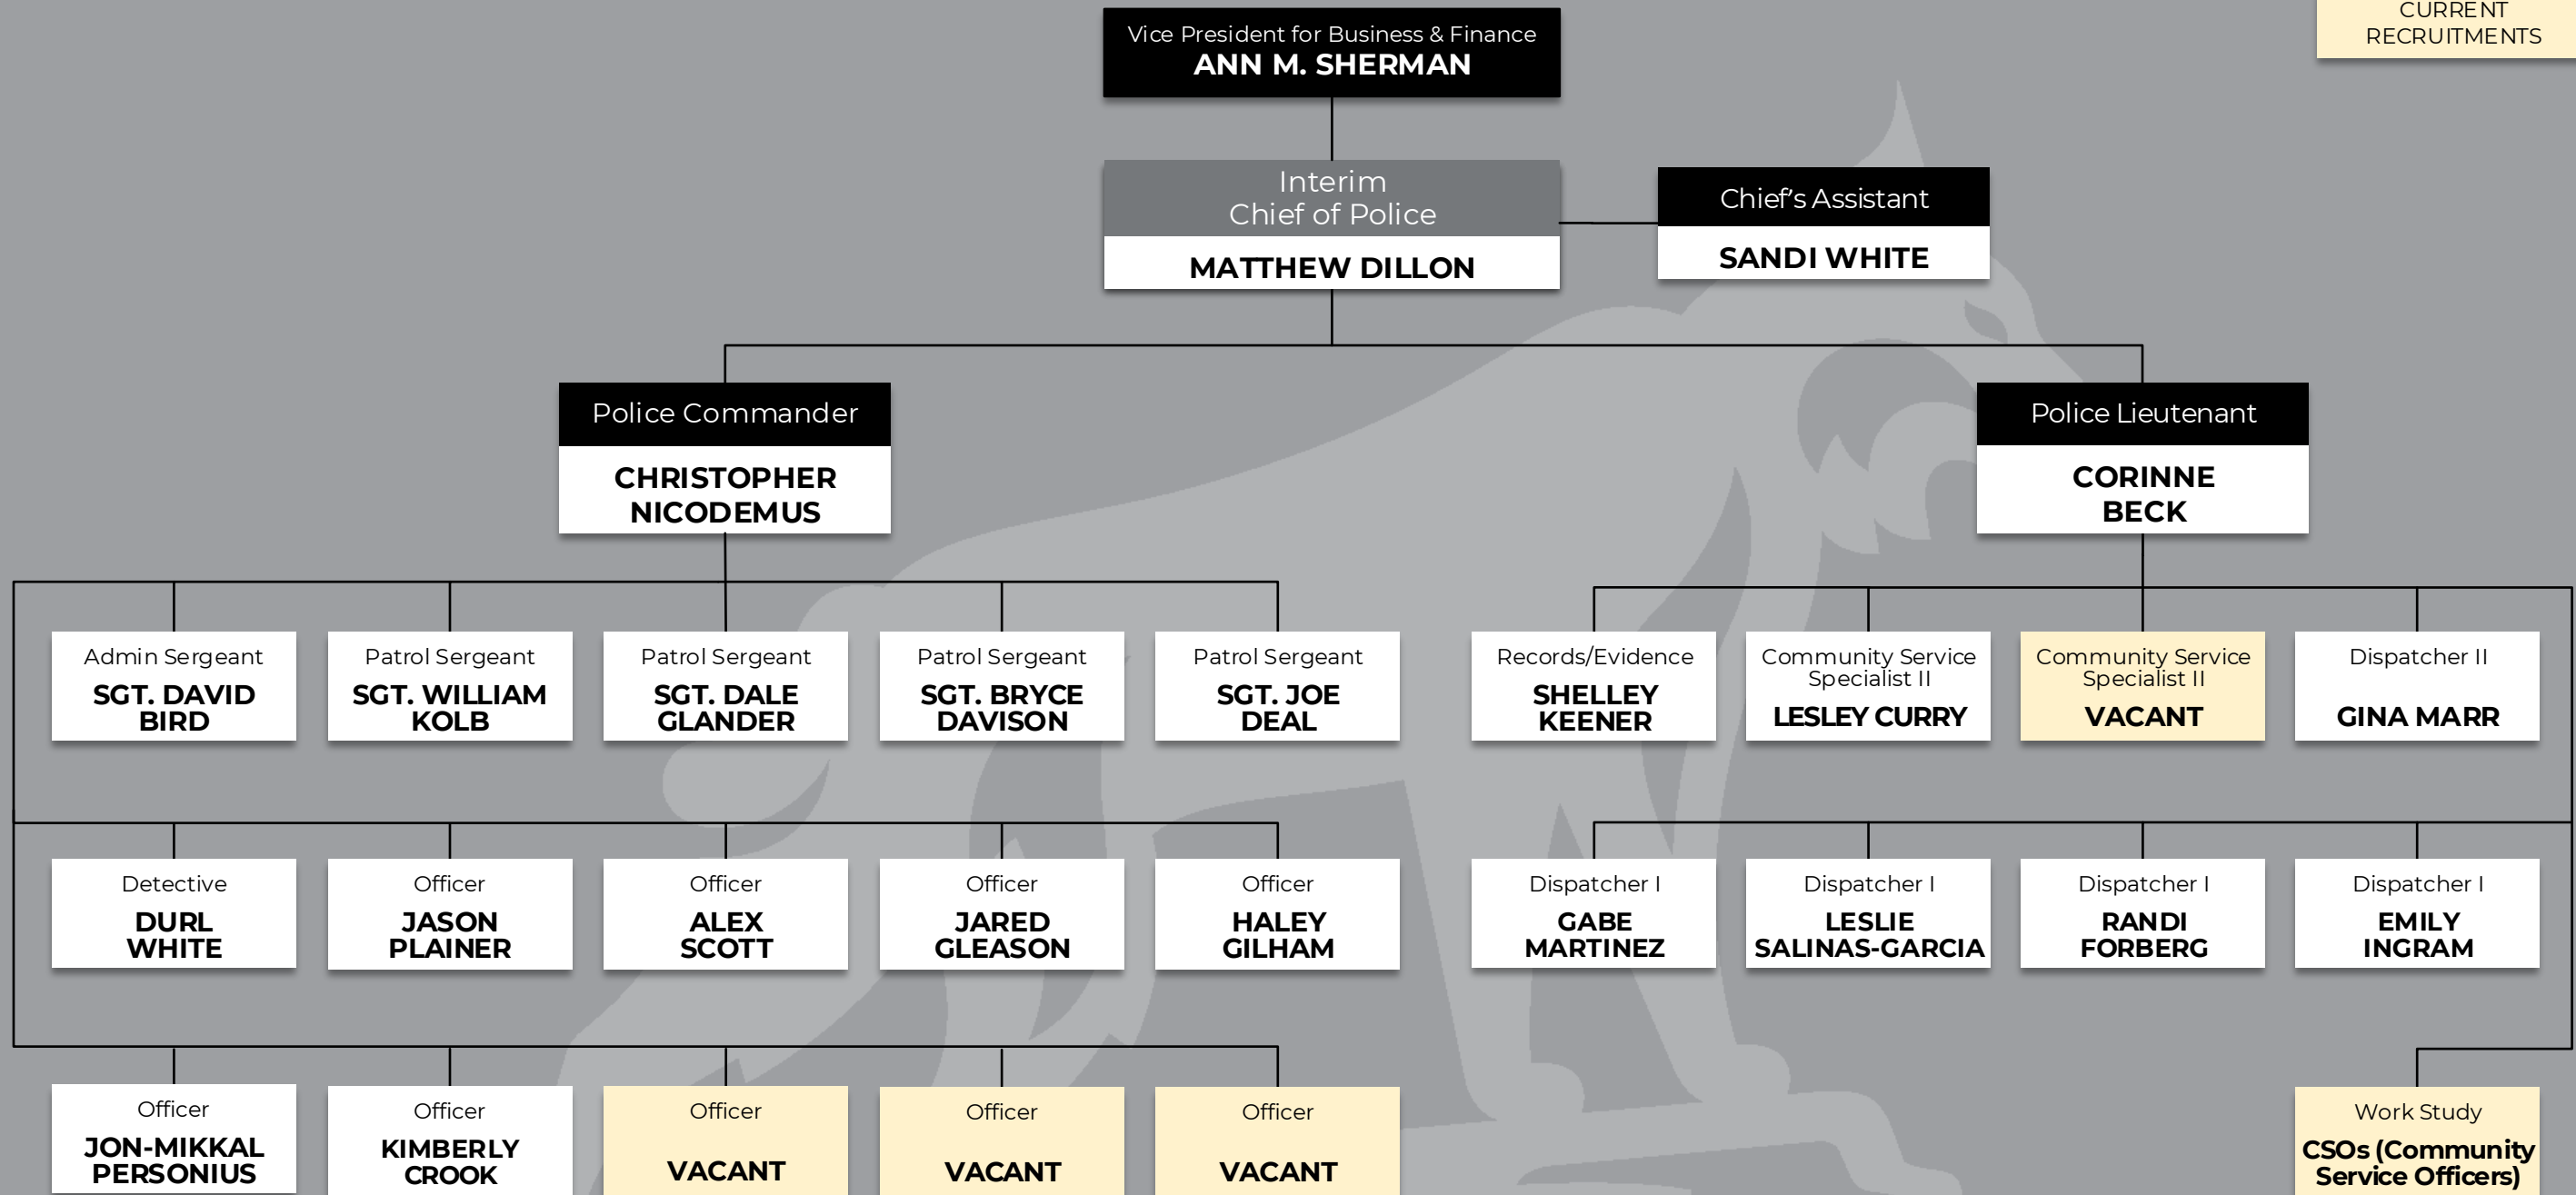 CURRENT
RECRUITMENTS
Vice President for Business & Finance
ANN M. SHERMAN
Interim
Chief of Police
MATTHEW DILLON
Chief's Assistant
SANDI WHITE
Police Commander
CHRISTOPHER
NICODEMUS
Police Lieutenant
CORINNE
BECK
Admin Sergeant
SGT. DAVID
BIRD
Patrol Sergeant
SGT. WILLIAM
KOLB
Patrol Sergeant
SGT. DALE
GLANDER
Patrol Sergeant
SGT. BRYCE
DAVISON
Patrol Sergeant
SGT. JOE
DEAL
Records/Evidence
SHELLEY
KEENER
Community Service
Specialist II
LESLEY CURRY
Community Service
Specialist II
VACANT
Dispatcher II
GINA MARR
Detective
DURL
WHITE
Officer
JASON
PLAINER
Officer
ALEX
SCOTT
Officer
JARED
GLEASON
Officer
HALEY
GILHAM
Dispatcher I
GABE
MARTINEZ
Dispatcher I
LESLIE
SALINAS-GARCIA
Dispatcher I
RANDI
FORBERG
Dispatcher I
EMILY
INGRAM
Officer
JON-MIKKAL
PERSONIUS
Officer
KIMBERLY
CROOK
Officer
VACANT
Officer
VACANT
Officer
VACANT
Work Study
CSOs (Community
Service Officers)